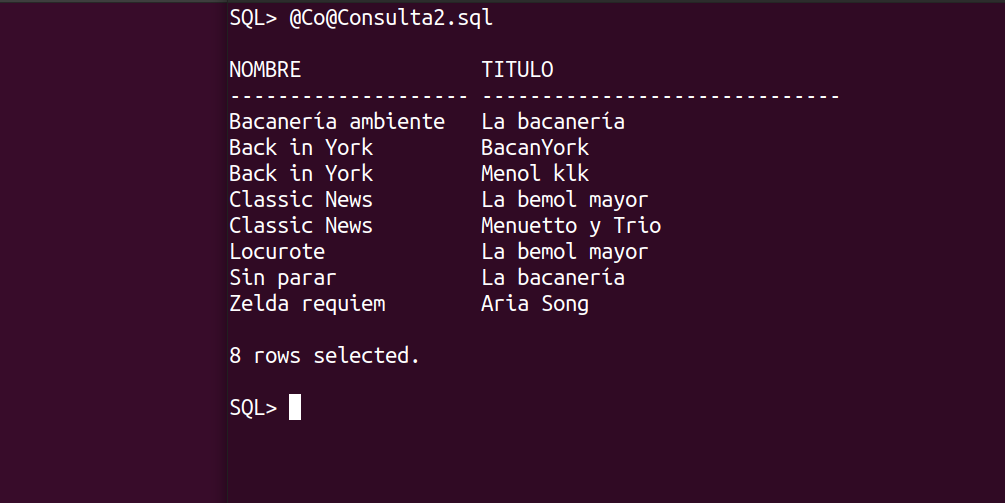 SQL> @Co@Consulta2.sql
NOMBRE TITULO
-------------------- ------------------------------
Bacanería ambiente La bacanería
Back in York BacanYork
Back in York Menol klk
Classic News La bemol mayor
Classic News Menuetto y Trio
Locurote La bemol mayor
Sin parar La bacanería
Zelda requiem Aria Song
8 rows selected.
SQL>